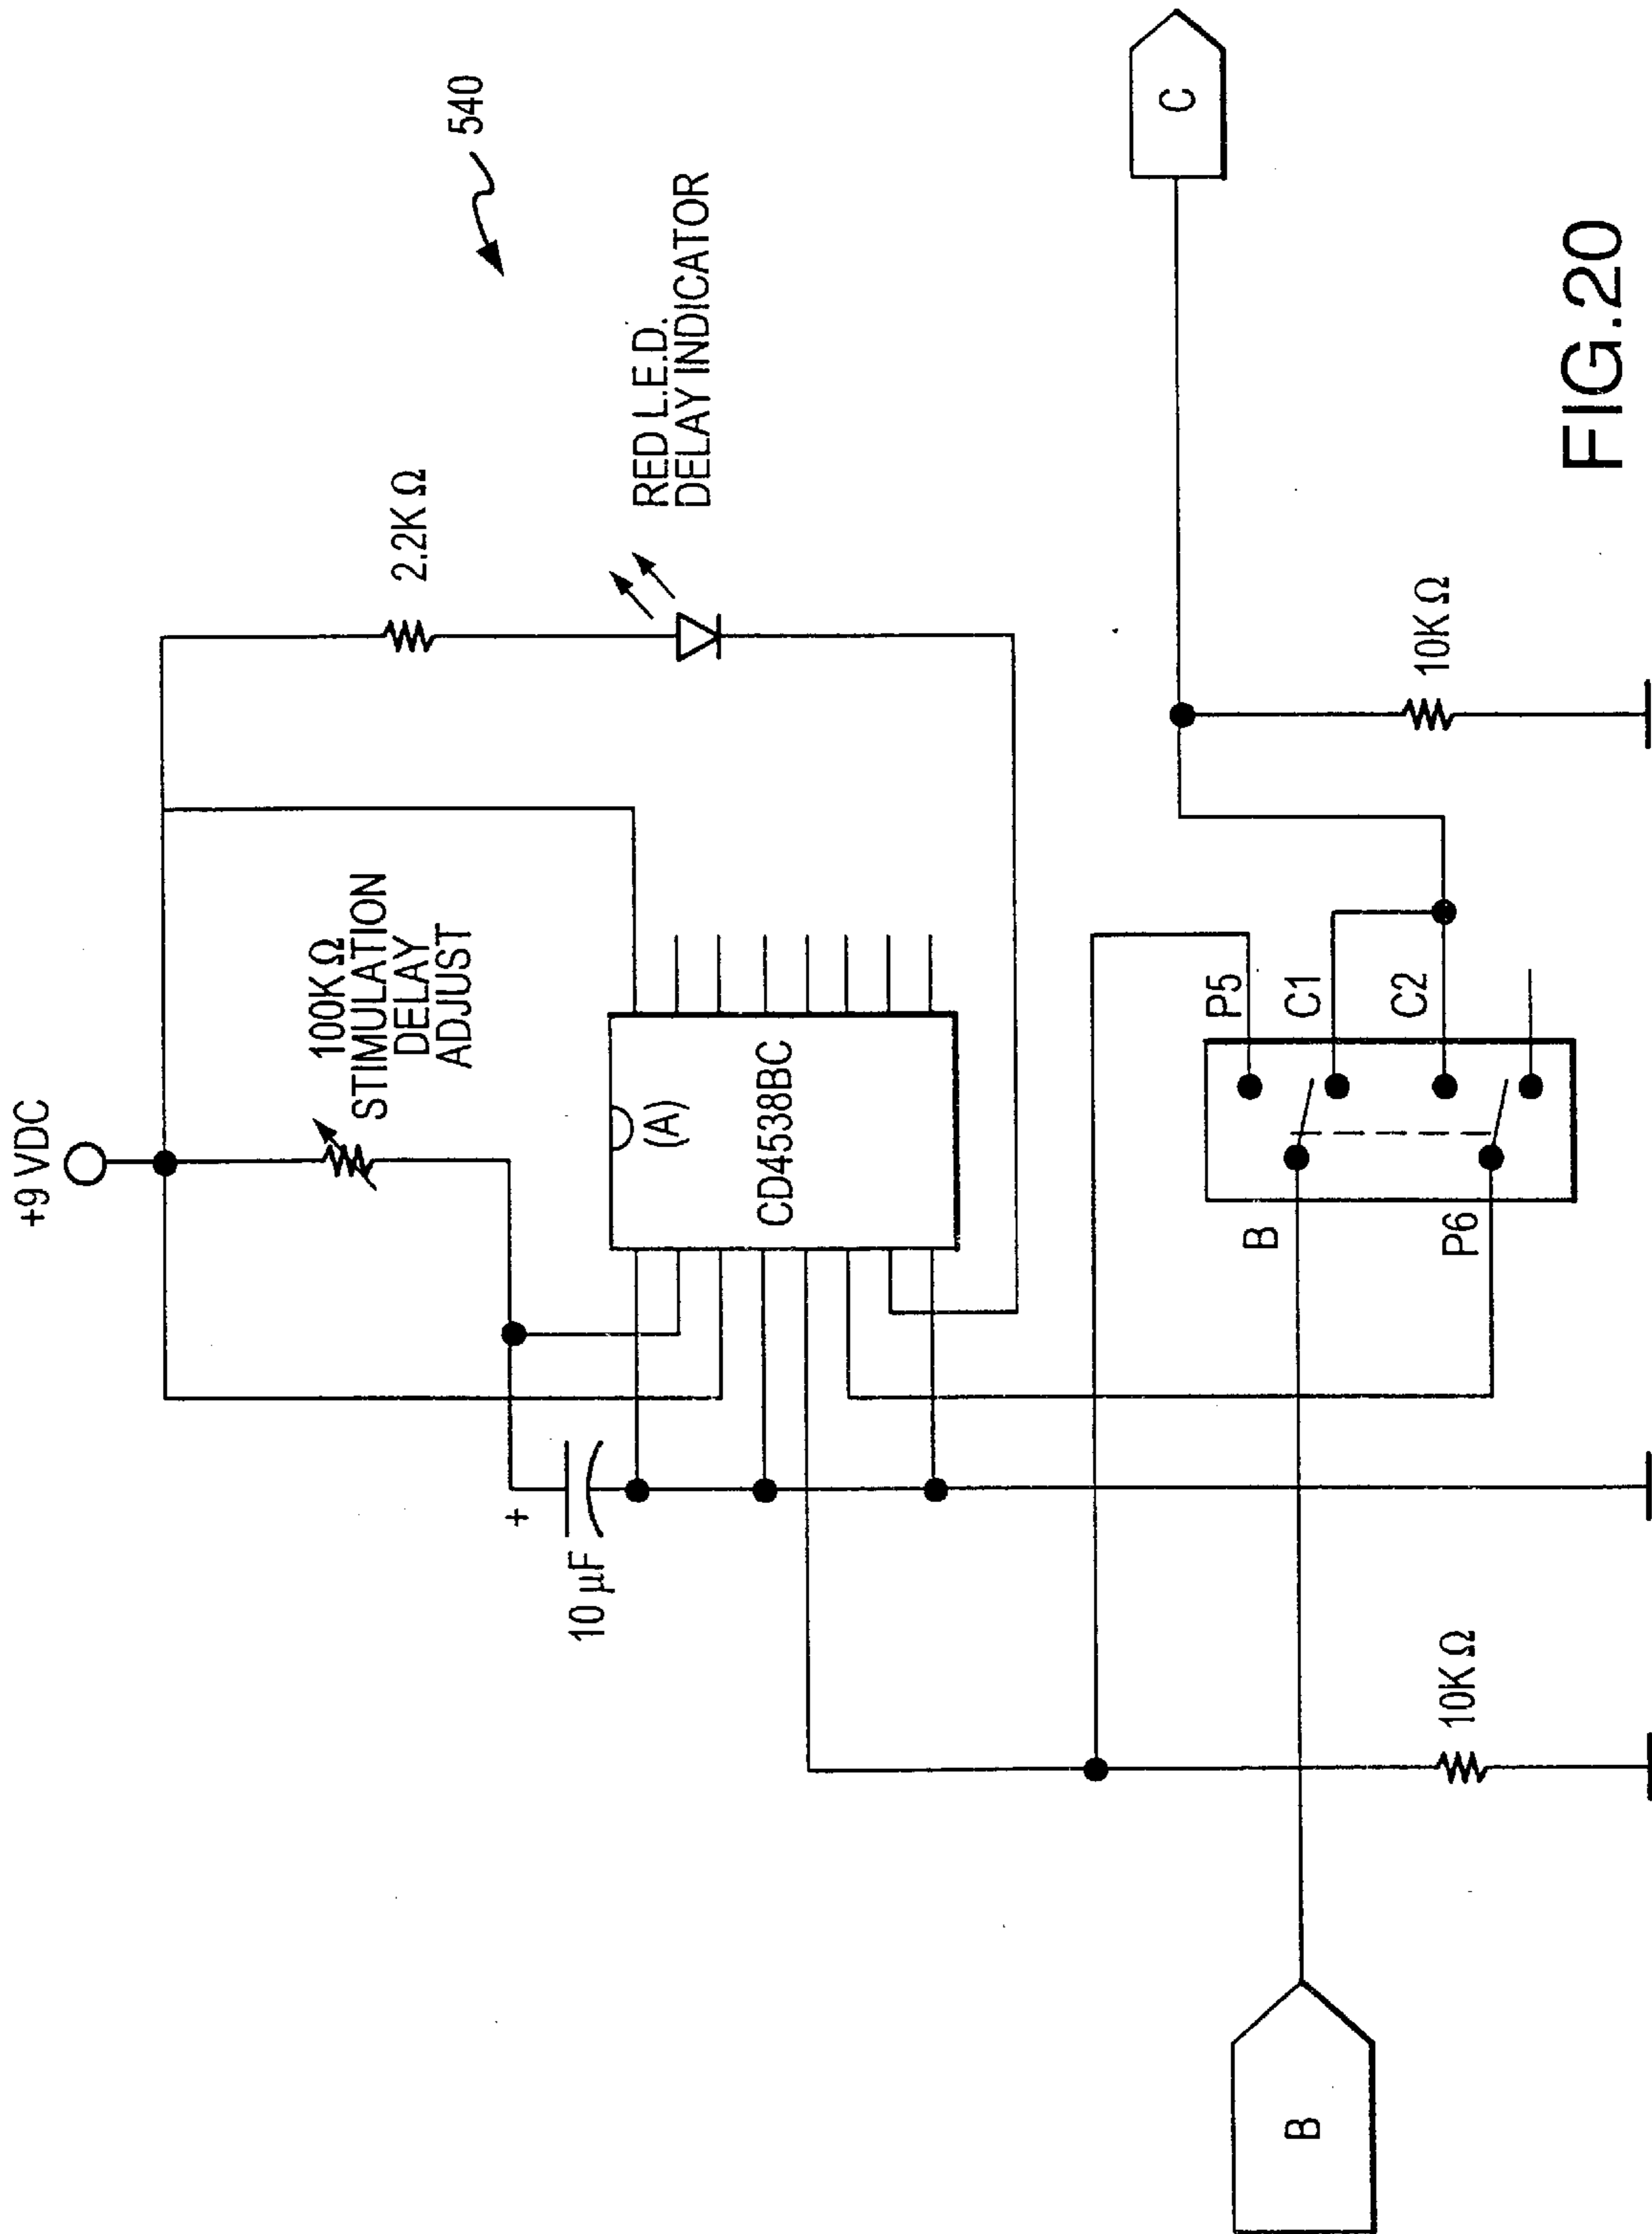 +9 VDC
540
100K Ω
STIMULATION
DELAY
ADJUST
2.2K Ω
RED L.E.D.
DELAY INDICATOR
(A)
CD4538BC
+
10 µF
10K Ω
B
B
P6
P5
C1
C2
10K Ω
C
FIG.20